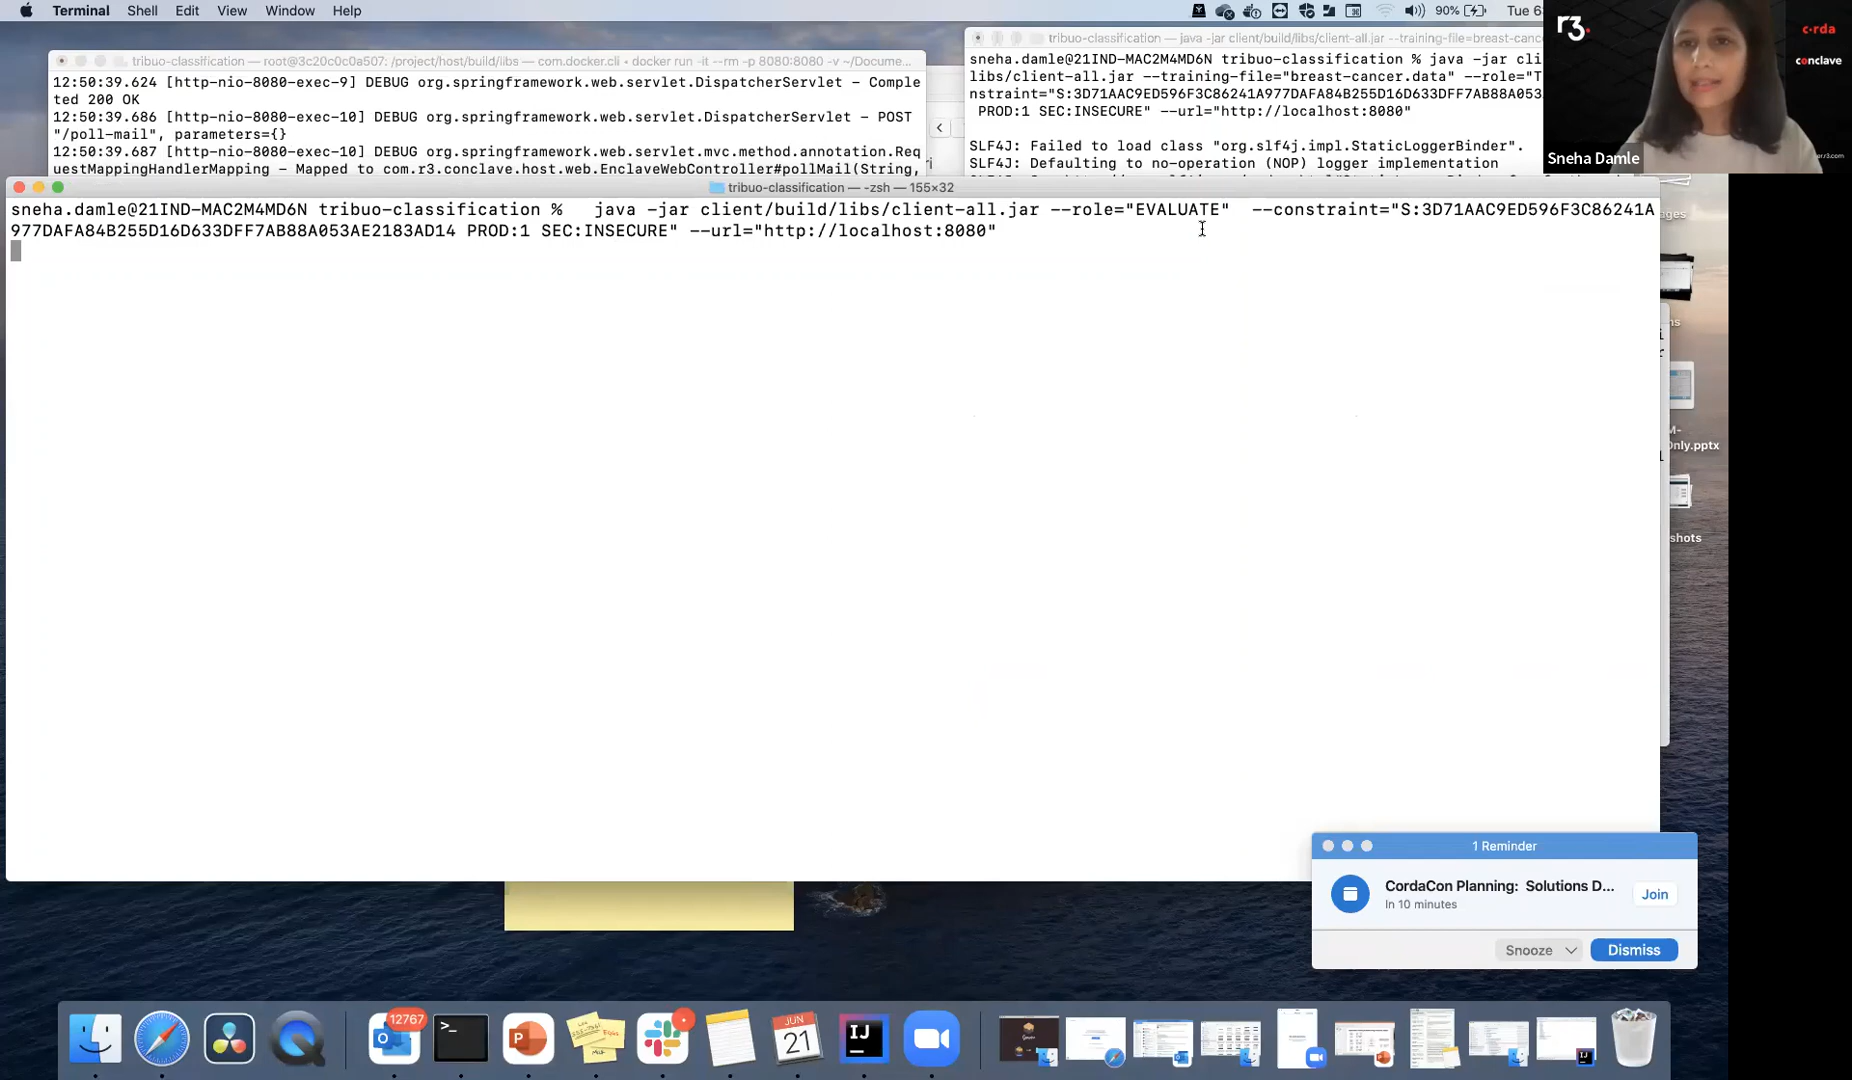 Terminal Shell Edit View Window Help
90%
Tue 6
tribuo-classification — root@3c20c0c0a507: /project/host/build/libs — com.docker.cli • docker run -it --rm -p 8080:8080 -v ~/Docume...
12:50:39.624 [http-nio-8080-exec-9] DEBUG org.springframework.web.servlet.DispatcherServlet - Comple
ted 200 OK
12:50:39.686 [http-nio-8080-exec-10] DEBUG org.springframework.web.servlet.DispatcherServlet - POST
"/poll-mail", parameters={}
12:50:39.687 [http-nio-8080-exec-10] DEBUG org.springframework.web.servlet.mvc.method.annotation.Req
uestMappingHandlerMapping - Mapped to com.r3.conclave.host.web.EnclaveWebController#pollMail(String,
tribuo-classification — java -jar client/build/libs/client-all.jar --training-file=breast-canc
sneha.damle@21IND-MAC2M4MD6N tribuo-classification % java -jar cli
libs/client-all.jar --training-file="breast-cancer.data" --role="T
nstraint="S:3D71AAC9ED596F3C86241A977DAFA84B255D16D633DFF7AB88A053
PROD:1 SEC:INSECURE" --url="http://localhost:8080"
SLF4J: Failed to load class "org.slf4j.impl.StaticLoggerBinder".
SLF4J: Defaulting to no-operation (NOP) logger implementation
r3.
c·rda
conclave
Sneha Damle
tribuo-classification — -zsh — 155×32
sneha.damle@21IND-MAC2M4MD6N tribuo-classification % java -jar client/build/libs/client-all.jar --role="EVALUATE" --constraint="S:3D71AAC9ED596F3C86241A
977DAFA84B255D16D633DFF7AB88A053AE2183AD14 PROD:1 SEC:INSECURE" --url="http://localhost:8080"
Only.pptx
shots
1 Reminder
CordaCon Planning: Solutions D...
In 10 minutes
Join
Snooze
Dismiss
12767
JUN
21
IJ